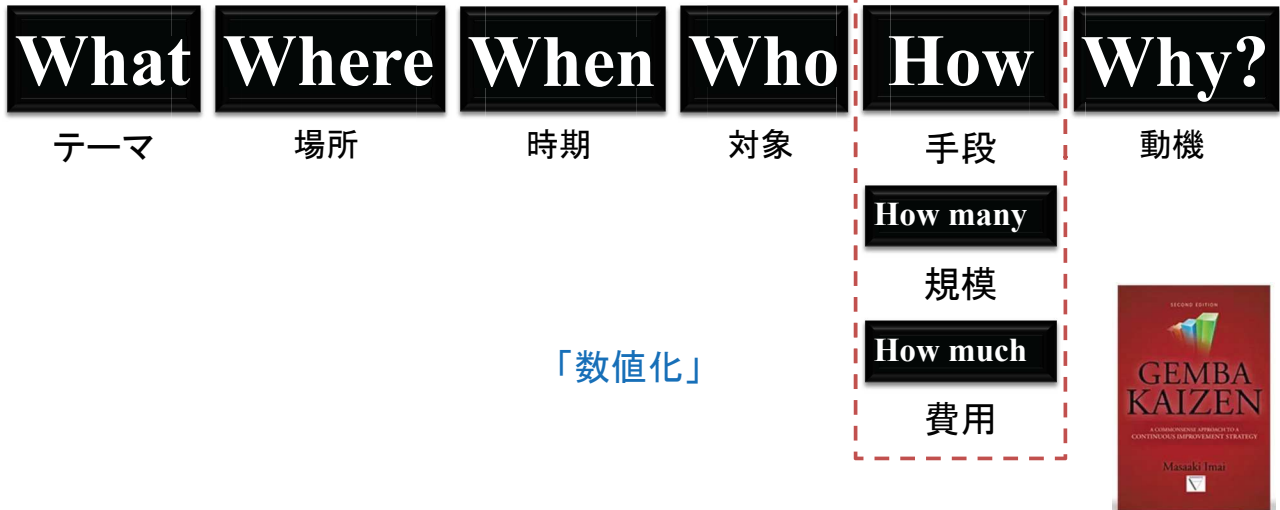 What Where When Who How Why?
テーマ 場所 時期 対象 手段 動機
How many
規模
「数値化」
How much
費用
SECOND EDITION
GEMBA
KAIZEN
A COMMONSENSE APPROACH TO A
CONTINUOUS IMPROVEMENT STRATEGY
Masaaki Imai